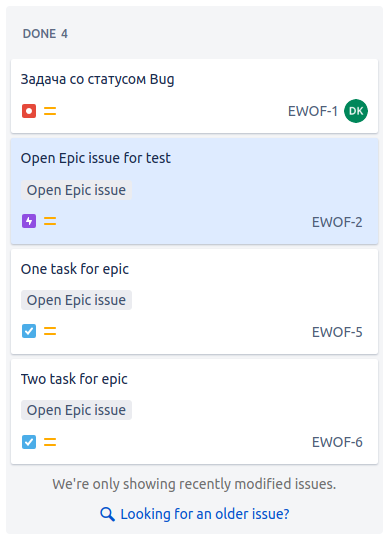 DONE 4
Задача со статусом Bug
EWOF-1 DK
Open Epic issue for test
Open Epic issue
EWOF-2
One task for epic
Open Epic issue
EWOF-5
Two task for epic
Open Epic issue
EWOF-6
We're only showing recently modified issues.
Looking for an older issue?